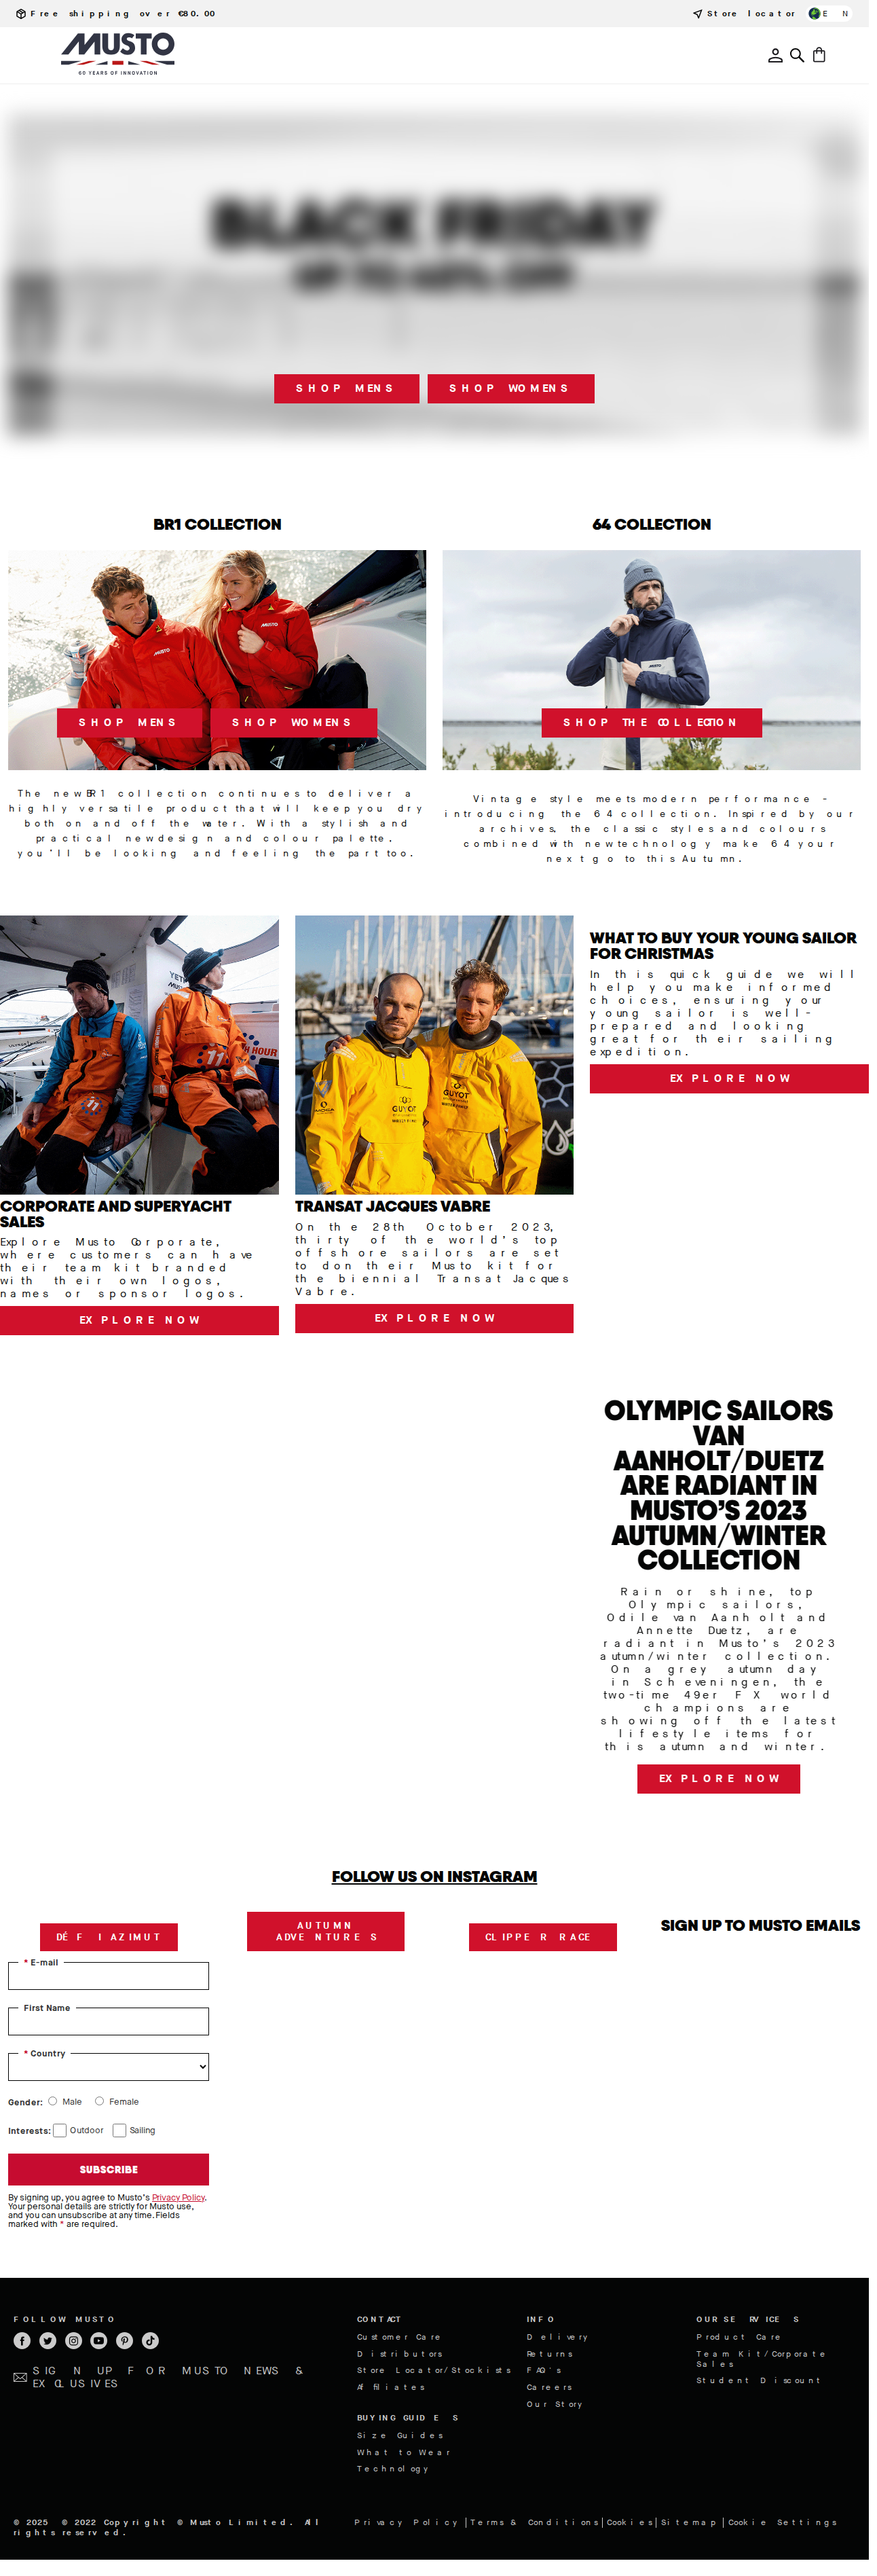 Free shipping over €80.00
Store locator
EN
MUSTO
60 YEARS OF INNOVATION
BLACK FRIDAY
UP TO 60% OFF
SHOP MENS
SHOP WOMENS
BR1 COLLECTION
64 COLLECTION
MUSTO
MUSTO
SHOP MENS
SHOP WOMENS
SHOP THE COLLECTION
The new BR1 collection continues to deliver a
highly versatile product that will keep you dry
both on and off the water. With a stylish and
practical new design and colour palette,
you'll be looking and feeling the part too.
Vintage style meets modern performance -
introducing the 64 collection. Inspired by our
archives, the classic styles and colours
combined with new technology make 64 your
next go to this Autumn.
11
11 HOUR
GUYOT
GUYOT
CORPORATE AND SUPERYACHT
SALES
Explore Musto Corporate,
where customers can have
their team kit branded
with their own logos,
names or sponsor logos.
EXPLORE NOW
TRANSAT JACQUES VABRE
On the 28th October 2023,
thirty of the world's top
offshore sailors are set
to don their Musto kit for
the biennial Transat Jacques
Vabre.
EXPLORE NOW
WHAT TO BUY YOUR YOUNG SAILOR
FOR CHRISTMAS
In this quick guide we will
help you make informed
choices, ensuring your
young sailor is well-
prepared and looking
great for their sailing
expedition.
EXPLORE NOW
OLYMPIC SAILORS
VAN
AANHOLT/DUETZ
ARE RADIANT IN
MUSTO'S 2023
AUTUMN/WINTER
COLLECTION
Rain or shine, top
Olympic sailors,
Odile van Aanholt and
Annette Duetz, are
radiant in Musto's 2023
autumn/winter collection.
On a grey autumn day
in Scheveningen, the
two-time 49er FX world
champions are
showing off the latest
lifestyle items for
this autumn and winter.
EXPLORE NOW
FOLLOW US ON INSTAGRAM
DÉFI AZIMUT
AUTUMN
ADVENTURES
CLIPPER RACE
SIGN UP TO MUSTO EMAILS
* E-mail
First Name
* Country
Gender: Male Female
Interests: Outdoor Sailing
SUBSCRIBE
By signing up, you agree to Musto's Privacy Policy.
Your personal details are strictly for Musto use,
and you can unsubscribe at any time. Fields
marked with * are required.
FOLLOW MUSTO
SIGN UP FOR MUSTO NEWS &
EXCLUSIVES
CONTACT
Customer Care
Distributors
Store Locator/Stockists
Affiliates
BUYING GUIDES
Size Guides
What to Wear
Technology
INFO
Delivery
Returns
FAQ's
Careers
Our Story
OUR SERVICES
Product Care
Team Kit/Corporate
Sales
Student Discount
© 2025 © 2022 Copyright © Musto Limited. All
rights reserved.
Privacy Policy | Terms & Conditions | Cookies | Sitemap | Cookie Settings